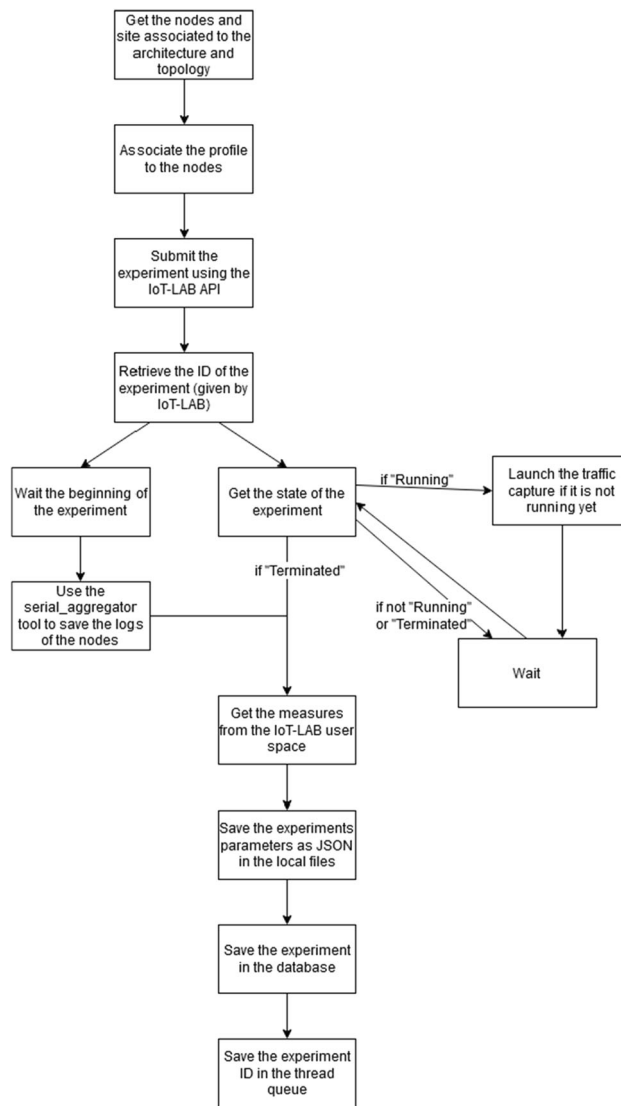 Get the nodes and
site associated to the
architecture and
topology
Associate the profile
to the nodes
Submit the
experiment using the
IoT-LAB API
Retrieve the ID of the
experiment (given by
IoT-LAB)
Wait the beginning of
the experiment
Get the state of the
experiment
if "Running"
Launch the traffic
capture if it is not
running yet
if "Terminated"
if not "Running"
or "Terminated"
Use the
serial_aggregator
tool to save the logs
of the nodes
Wait
Get the measures
from the IoT-LAB user
space
Save the experiments
parameters as JSON
in the local files
Save the experiment
in the database
Save the experiment
ID in the thread
queue